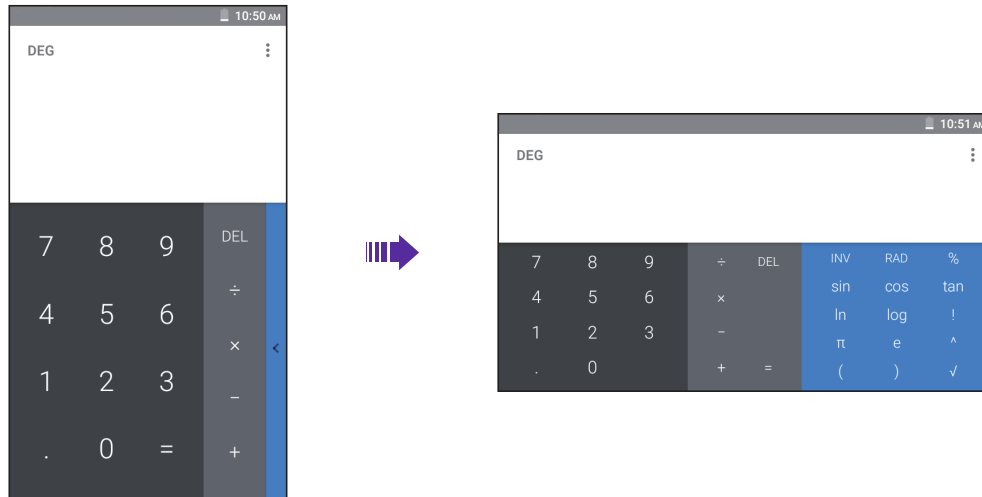 10:50 AM
DEG
7 8 9 DEL
÷
4 5 6
×
<
1 2 3
−
. 0 = +
10:51 AM
DEG
7 8 9 ÷ DEL INV RAD %
4 5 6 × sin cos tan
1 2 3 − ln log !
π e ^
. 0 + = ( ) √